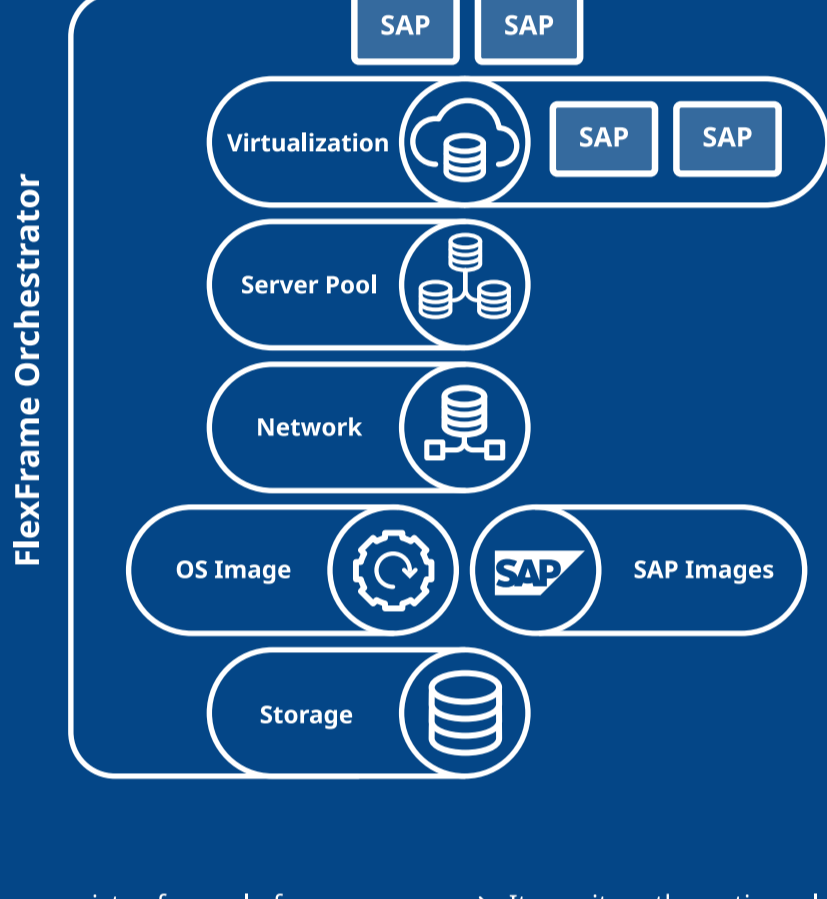 SAP SAP
Virtualization SAP SAP
FlexFrame Orchestrator
Server Pool
Network
OS Image SAP SAP Images
Storage